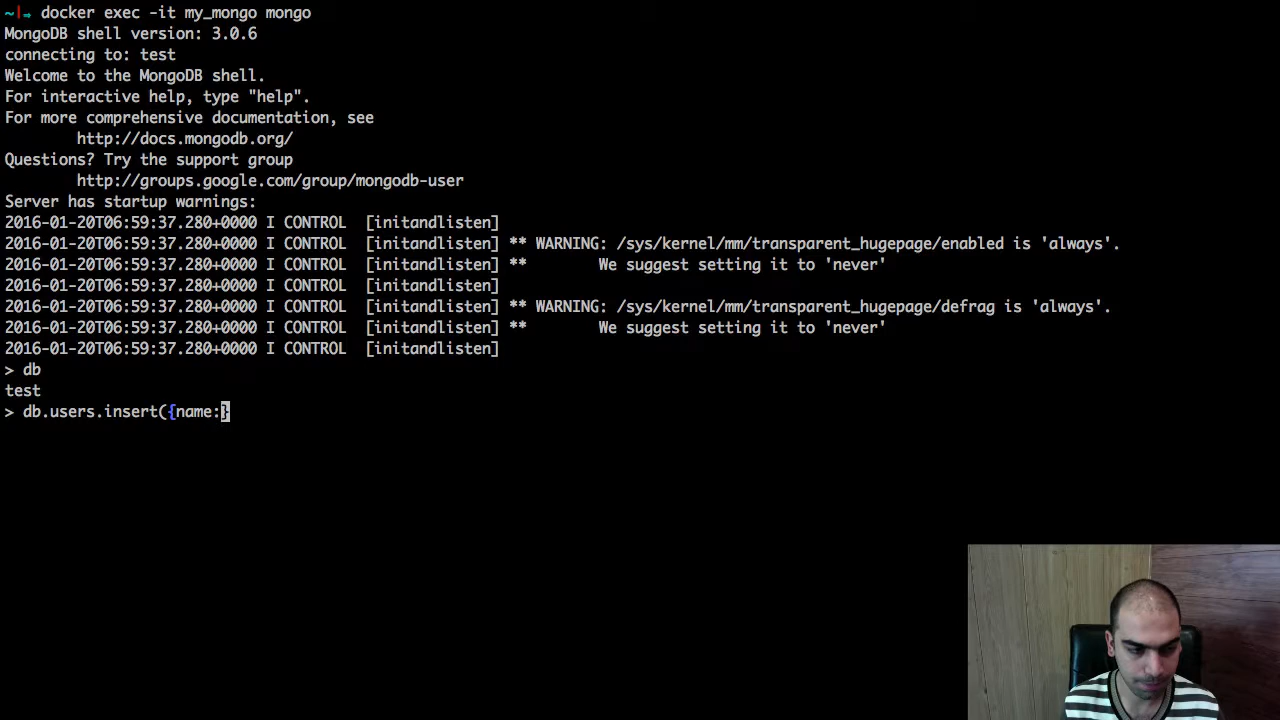 ~|⇒ docker exec -it my_mongo mongo
MongoDB shell version: 3.0.6
connecting to: test
Welcome to the MongoDB shell.
For interactive help, type "help".
For more comprehensive documentation, see
http://docs.mongodb.org/
Questions? Try the support group
http://groups.google.com/group/mongodb-user
Server has startup warnings:
2016-01-20T06:59:37.280+0000 I CONTROL [initandlisten]
2016-01-20T06:59:37.280+0000 I CONTROL [initandlisten] ** WARNING: /sys/kernel/mm/transparent_hugepage/enabled is 'always'.
2016-01-20T06:59:37.280+0000 I CONTROL [initandlisten] ** We suggest setting it to 'never'
2016-01-20T06:59:37.280+0000 I CONTROL [initandlisten]
2016-01-20T06:59:37.280+0000 I CONTROL [initandlisten] ** WARNING: /sys/kernel/mm/transparent_hugepage/defrag is 'always'.
2016-01-20T06:59:37.280+0000 I CONTROL [initandlisten] ** We suggest setting it to 'never'
2016-01-20T06:59:37.280+0000 I CONTROL [initandlisten]
> db
test
> db.users.insert({name:}